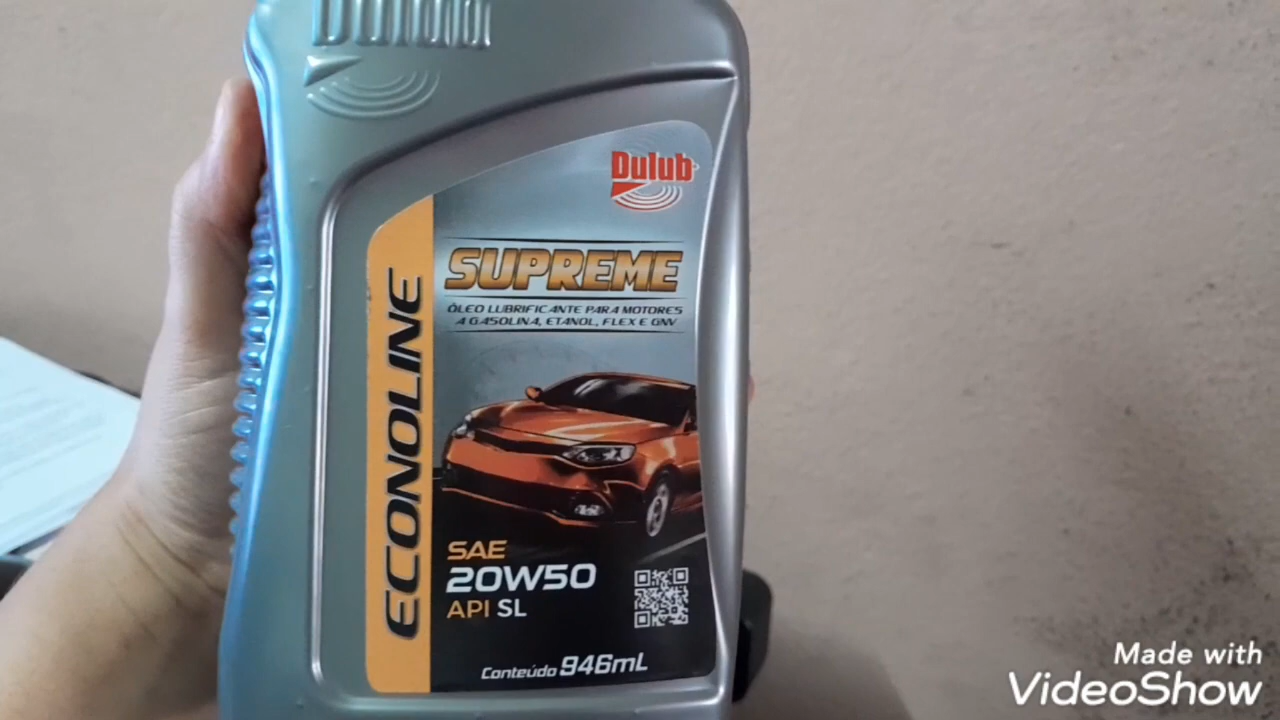 Dulub
Dulub
SUPREME
ÓLEO LUBRIFICANTE PARA MOTORES
A GASOLINA, ETANOL, FLEX E GNV
ECONOLINE
SAE
20W50
API SL
Conteúdo 946mL
Made with
VideoShow